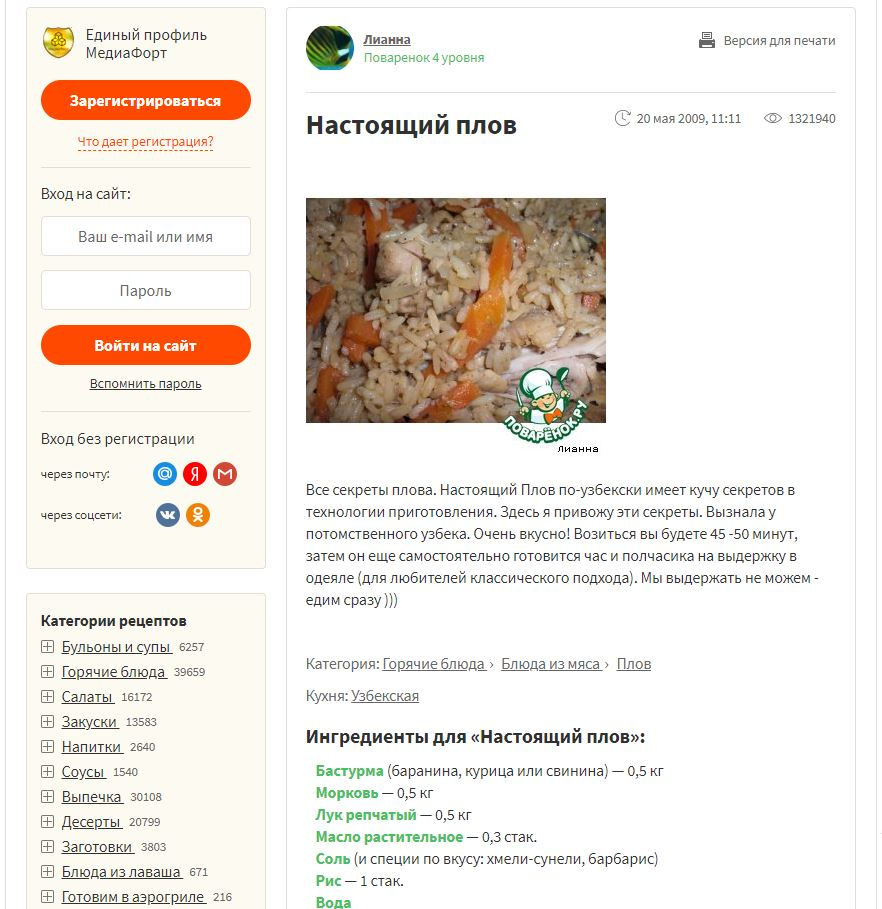 Единый профиль
МедиаФорт
Зарегистрироваться
Что дает регистрация?
Вход на сайт:
Ваш e-mail или имя
Пароль
Войти на сайт
Вспомнить пароль
Вход без регистрации
через почту:
через соцсети:
Категории рецептов
Бульоны и супы 6257
Горячие блюда 39659
Салаты 16172
Закуски 13583
Напитки 2640
Соусы 1540
Выпечка 30108
Десерты 20799
Заготовки 3803
Блюда из лаваша 671
Готовим в аэрогриле 216
Лианна
Поваренок 4 уровня
Версия для печати
Настоящий плов
20 мая 2009, 11:11 1321940
ПОВАРЁНОК.РУ
лианна
Все секреты плова. Настоящий Плов по-узбекски имеет кучу секретов в
технологии приготовления. Здесь я привожу эти секреты. Вызнала у
потомственного узбека. Очень вкусно! Возиться вы будете 45 -50 минут,
затем он еще самостоятельно готовится час и полчасика на выдержку в
одеяле (для любителей классического подхода). Мы выдержать не можем -
едим сразу )))
Категория: Горячие блюда › Блюда из мяса › Плов
Кухня: Узбекская
Ингредиенты для «Настоящий плов»:
Бастурма (баранина, курица или свинина) — 0,5 кг
Морковь — 0,5 кг
Лук репчатый — 0,5 кг
Масло растительное — 0,3 стак.
Соль (и специи по вкусу: хмели-сунели, барбарис)
Рис — 1 стак.
Вода